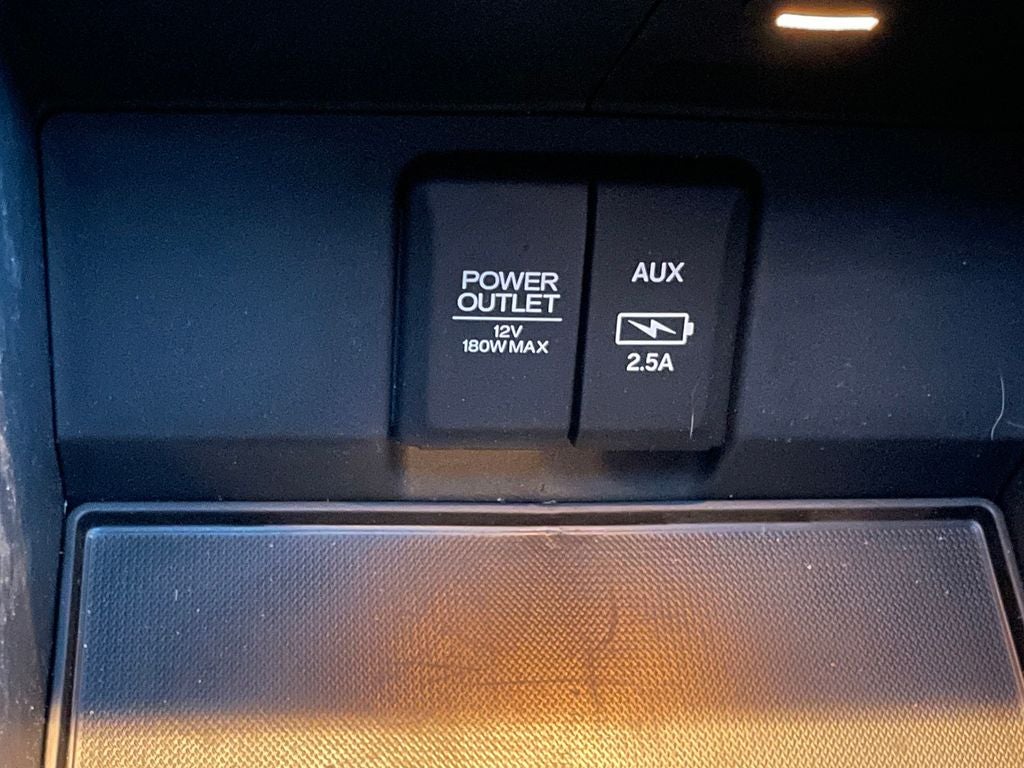 POWER
OUTLET
12V
180W MAX
AUX
2.5A